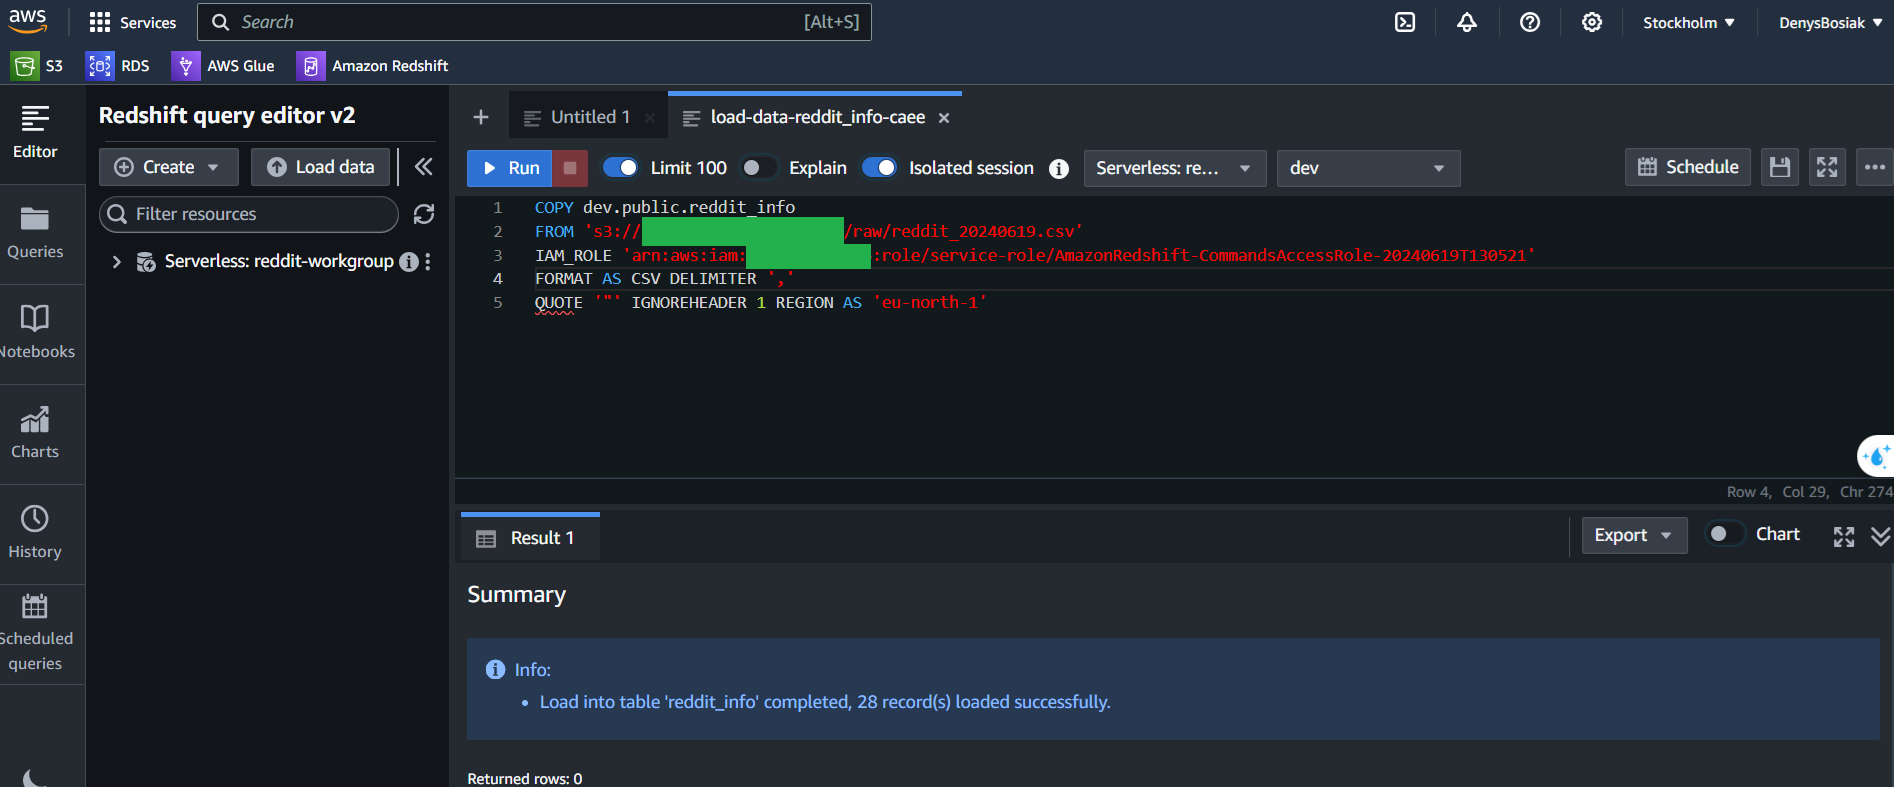 aws Services Search [Alt+S] Stockholm DenysBosiak
S3 RDS AWS Glue Amazon Redshift
Editor
Queries
Notebooks
Charts
History
Scheduled
queries
Redshift query editor v2
Create Load data
Filter resources
Serverless: reddit-workgroup
Untitled 1 load-data-reddit_info-caee
Run Limit 100 Explain Isolated session Serverless: re... dev Schedule
1 COPY dev.public.reddit_info
2 FROM 's3:// /raw/reddit_20240619.csv'
3 IAM_ROLE 'arn:aws:iam: :role/service-role/AmazonRedshift-CommandsAccessRole-20240619T130521'
4 FORMAT AS CSV DELIMITER ','
5 QUOTE '"' IGNOREHEADER 1 REGION AS 'eu-north-1'
Row 4, Col 29, Chr 274
Result 1 Export Chart
Summary
Info:
• Load into table 'reddit_info' completed, 28 record(s) loaded successfully.
Returned rows: 0